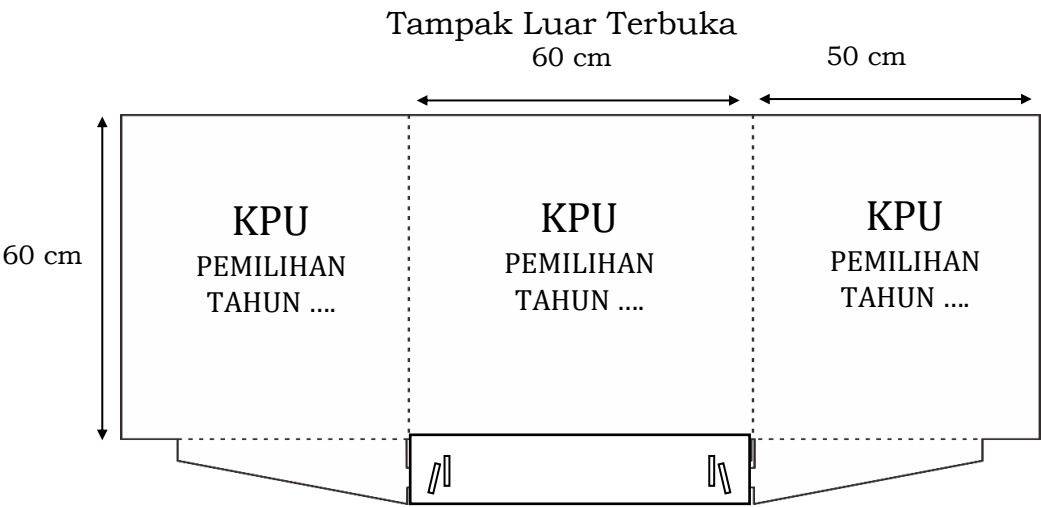 Tampak Luar Terbuka
60 cm
50 cm
60 cm
KPU
PEMILIHAN
TAHUN ....
KPU
PEMILIHAN
TAHUN ....
KPU
PEMILIHAN
TAHUN ....